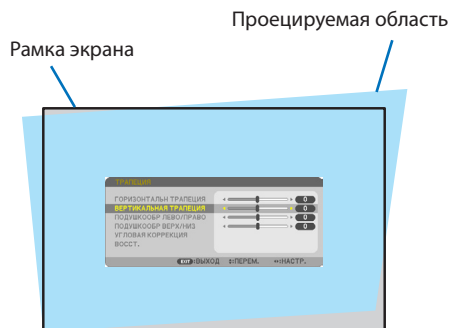 Проецируемая область
Рамка экрана
ТРАПЕЦИЯ
ГОРИЗОНТАЛЬН ТРАПЕЦИЯ 0
ВЕРТИКАЛЬНАЯ ТРАПЕЦИЯ 0
ПОДУШКООБР ЛЕВО/ПРАВО 0
ПОДУШКООБР ВЕРХ/НИЗ 0
УГЛОВАЯ КОРРЕКЦИЯ
ВОССТ.
EXIT:ВЫХОД ↕:ПЕРЕМ. ↔:НАСТР.